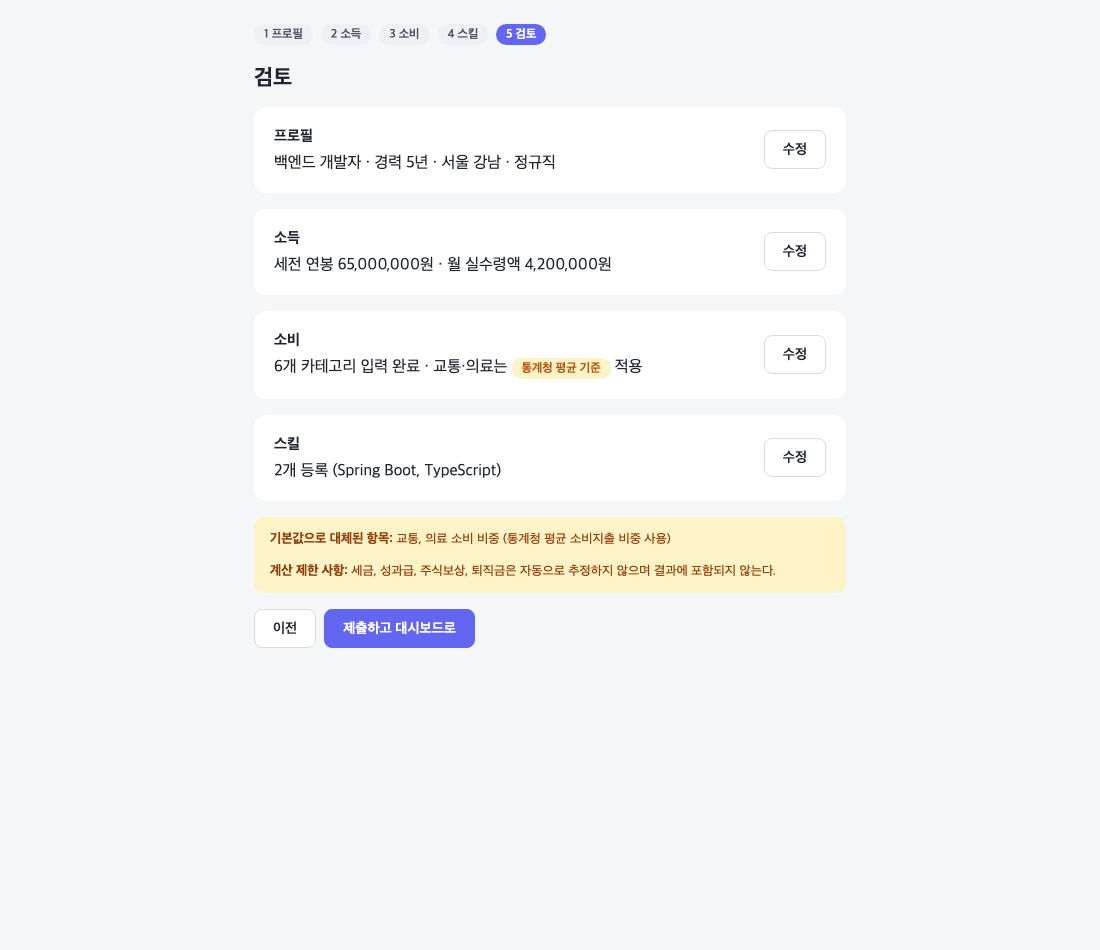 1 프로필 2 소득 3 소비 4 스킬 5 검토
검토
프로필
백엔드 개발자 · 경력 5년 · 서울 강남 · 정규직
수정
소득
세전 연봉 65,000,000원 · 월 실수령액 4,200,000원
수정
소비
6개 카테고리 입력 완료 · 교통·의료는 통계청 평균 기준 적용
수정
스킬
2개 등록 (Spring Boot, TypeScript)
수정
기본값으로 대체된 항목: 교통, 의료 소비 비중 (통계청 평균 소비지출 비중 사용)
계산 제한 사항: 세금, 성과급, 주식보상, 퇴직금은 자동으로 추정하지 않으며 결과에 포함되지 않는다.
이전 제출하고 대시보드로